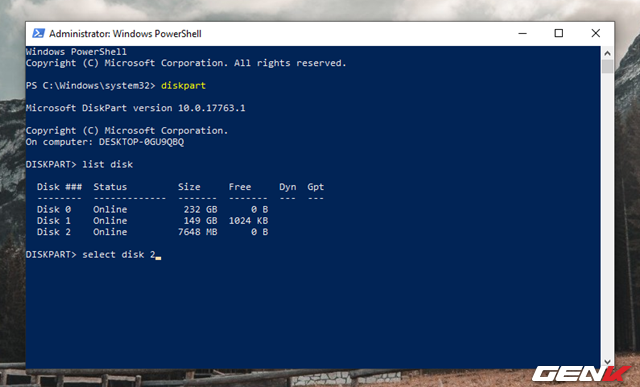 Administrator: Windows PowerShell
Windows PowerShell
Copyright (C) Microsoft Corporation. All rights reserved.
PS C:\Windows\system32> diskpart
Microsoft DiskPart version 10.0.17763.1
Copyright (C) Microsoft Corporation.
On computer: DESKTOP-0GU9QBQ
DISKPART> list disk
Disk ### Status Size Free Dyn Gpt
-------- ------------- ------- ------- --- ---
Disk 0 Online 232 GB 0 B
Disk 1 Online 149 GB 1024 KB
Disk 2 Online 7648 MB 0 B
DISKPART> select disk 2
GENK